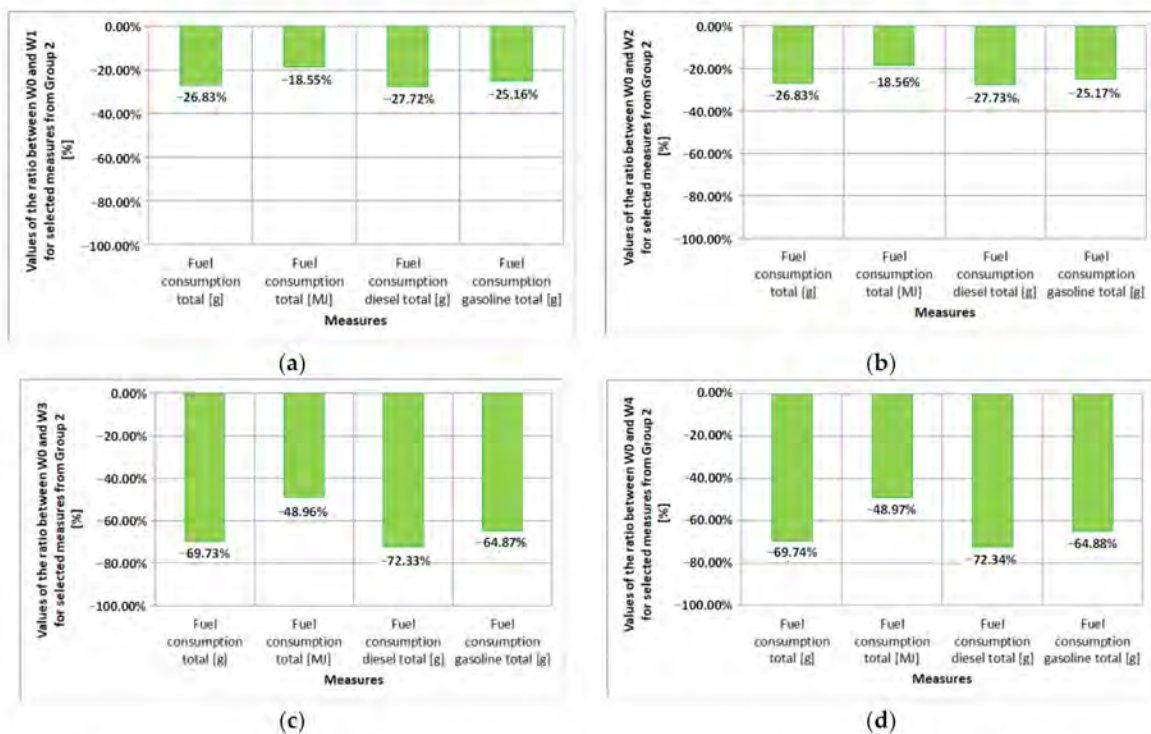 Values of the ratio between W0 and W1
for selected measures from Group 2
[%]
0.00%
−20.00%
−40.00%
−60.00%
−80.00%
−100.00%
−26.83%
−18.55%
−27.72%
−25.16%
Fuel consumption total [g]
Fuel consumption total [MJ]
Fuel consumption diesel total [g]
Fuel consumption gasoline total [g]
Measures
(a)
Values of the ratio between W0 and W2
for selected measures from Group 2
[%]
0.00%
−20.00%
−40.00%
−60.00%
−80.00%
−100.00%
−26.83%
−18.56%
−27.73%
−25.17%
Fuel consumption total [g]
Fuel consumption total [MJ]
Fuel consumption diesel total [g]
Fuel consumption gasoline total [g]
Measures
(b)
Values of the ratio between W0 and W3
for selected measures from Group 2
[%]
0.00%
−20.00%
−40.00%
−60.00%
−80.00%
−100.00%
−69.73%
−48.96%
−72.33%
−64.87%
Fuel consumption total [g]
Fuel consumption total [MJ]
Fuel consumption diesel total [g]
Fuel consumption gasoline total [g]
Measures
(c)
Values of the ratio between W0 and W4
for selected measures from Group 2
[%]
0.00%
−20.00%
−40.00%
−60.00%
−80.00%
−100.00%
−69.74%
−48.97%
−72.34%
−64.88%
Fuel consumption total [g]
Fuel consumption total [MJ]
Fuel consumption diesel total [g]
Fuel consumption gasoline total [g]
Measures
(d)